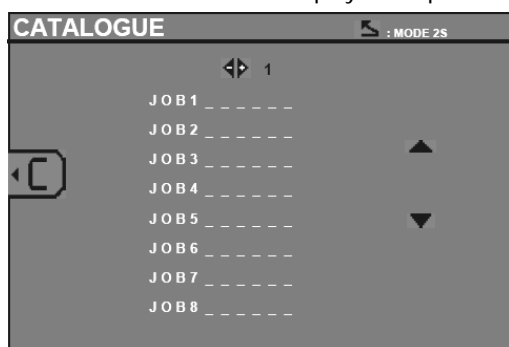 CATALOGUE : MODE 2S
1
JOB1 _ _ _ _ _ _
JOB2 _ _ _ _ _ _
JOB3 _ _ _ _ _ _
C JOB4 _ _ _ _ _ _
JOB5 _ _ _ _ _ _
JOB6 _ _ _ _ _ _
JOB7 _ _ _ _ _ _
JOB8 _ _ _ _ _ _